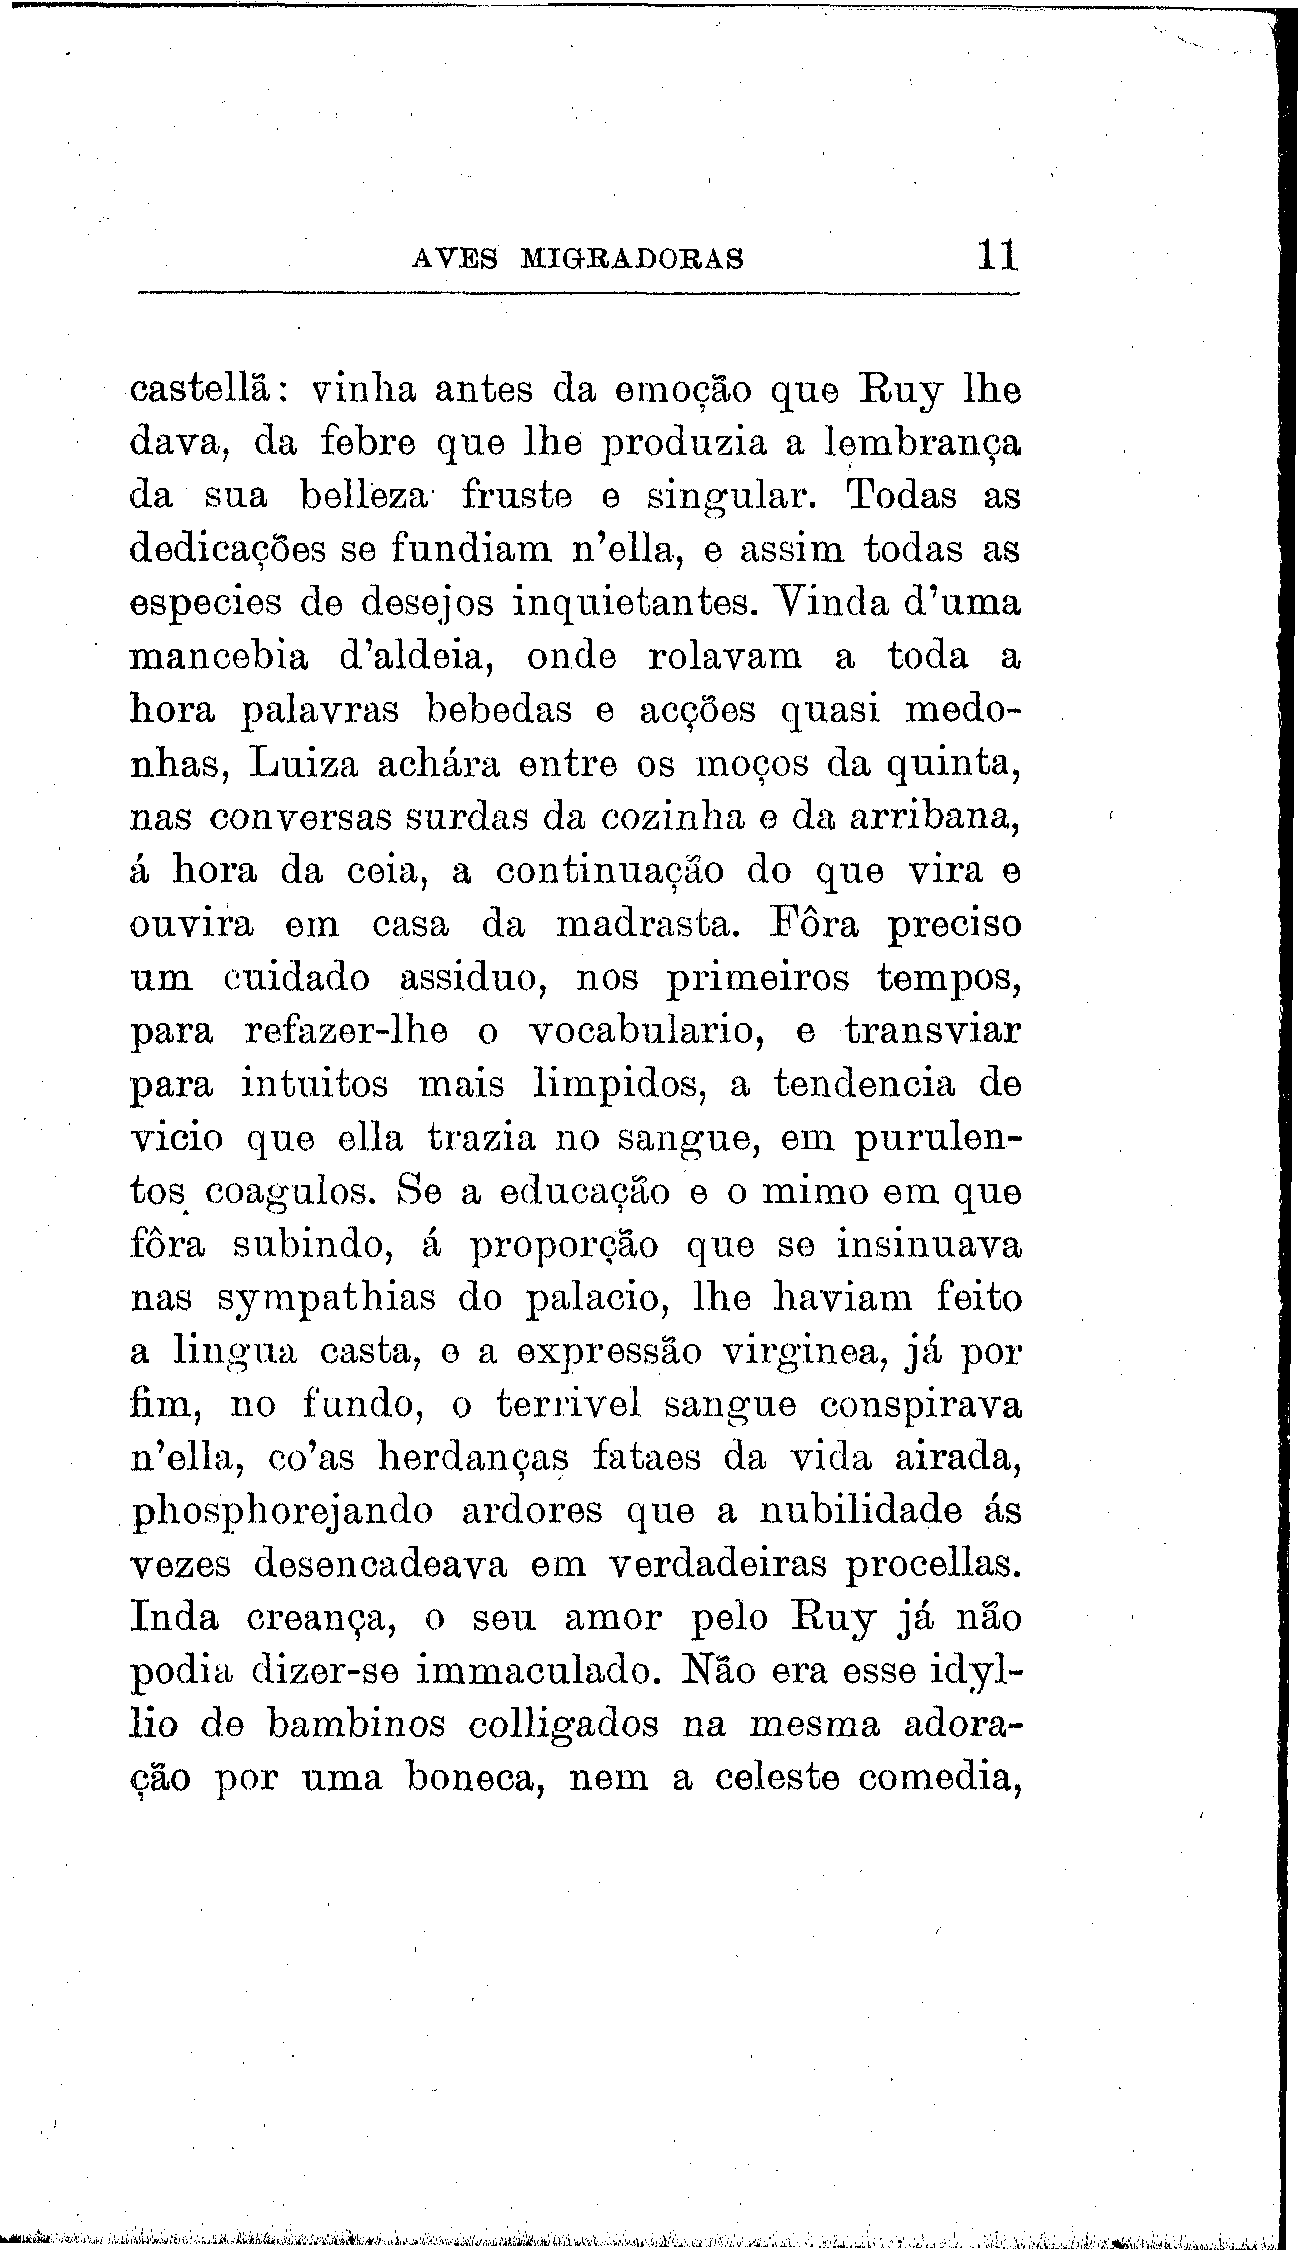 AVES MIGRADORAS 11
castellã: vinha antes da emoção que Ruy lhe
dava, da febre que lhe produzia a lembrança
da sua belleza fruste e singular. Todas as
dedicações se fundiam n'ella, e assim todas as
especies de desejos inquietantes. Vinda d'uma
mancebia d'aldeia, onde rolavam a toda a
hora palavras bebedas e acções quasi medo-
nhas, Luiza achára entre os moços da quinta,
nas conversas surdas da cozinha e da arribana,
á hora da ceia, a continuação do que vira e
ouvira em casa da madrasta. Fôra preciso
um cuidado assiduo, nos primeiros tempos,
para refazer-lhe o vocabulario, e transviar
para intuitos mais limpidos, a tendencia de
vicio que ella trazia no sangue, em purulen-
tos coagulos. Se a educação e o mimo em que
fôra subindo, á proporção que se insinuava
nas sympathias do palacio, lhe haviam feito
a lingua casta, e a expressão virginea, já por
fim, no fundo, o terrivel sangue conspirava
n'ella, co'as herdanças fataes da vida airada,
phosphorejando ardores que a nubilidade ás
vezes desencadeava em verdadeiras procellas.
Inda creança, o seu amor pelo Ruy já não
podia dizer-se immaculado. Não era esse idyl-
lio de bambinos colligados na mesma adora-
ção por uma boneca, nem a celeste comedia,